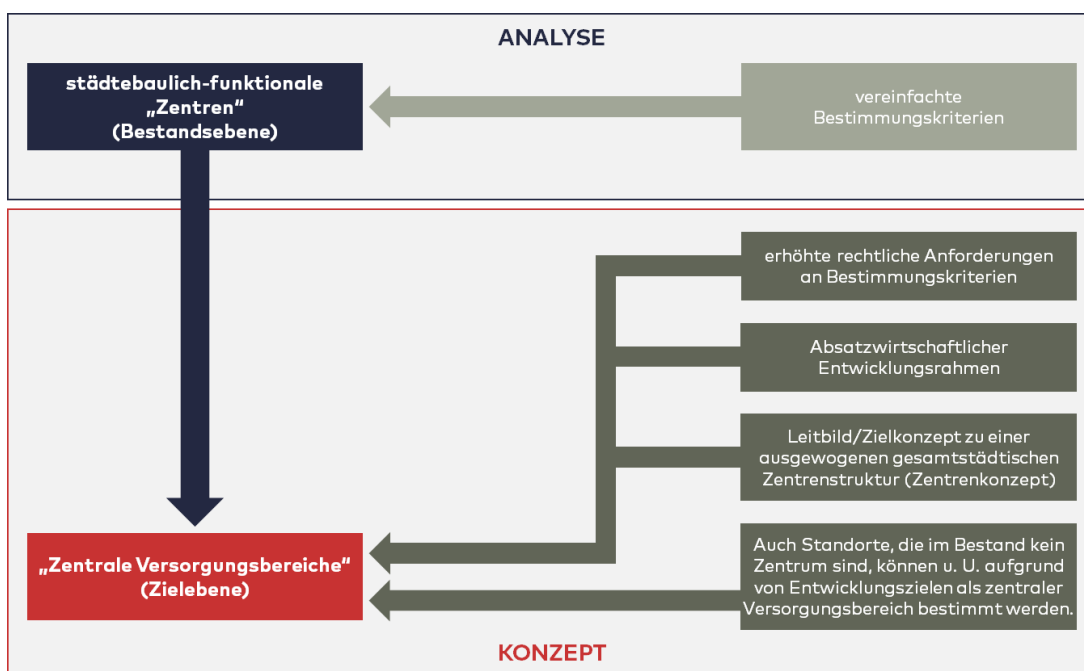 ANALYSE
städtebaulich-funktionale
„Zentren“
(Bestandsebene)
vereinfachte
Bestimmungskriterien
erhöhte rechtliche Anforderungen
an Bestimmungskriterien
Absatzwirtschaftlicher
Entwicklungsrahmen
Leitbild/Zielkonzept zu einer
ausgewogenen gesamtstädtischen
Zentrenstruktur (Zentrenkonzept)
„Zentrale Versorgungsbereiche“
(Zielebene)
Auch Standorte, die im Bestand kein
Zentrum sind, können u. U. aufgrund
von Entwicklungszielen als zentraler
Versorgungsbereich bestimmt werden.
KONZEPT